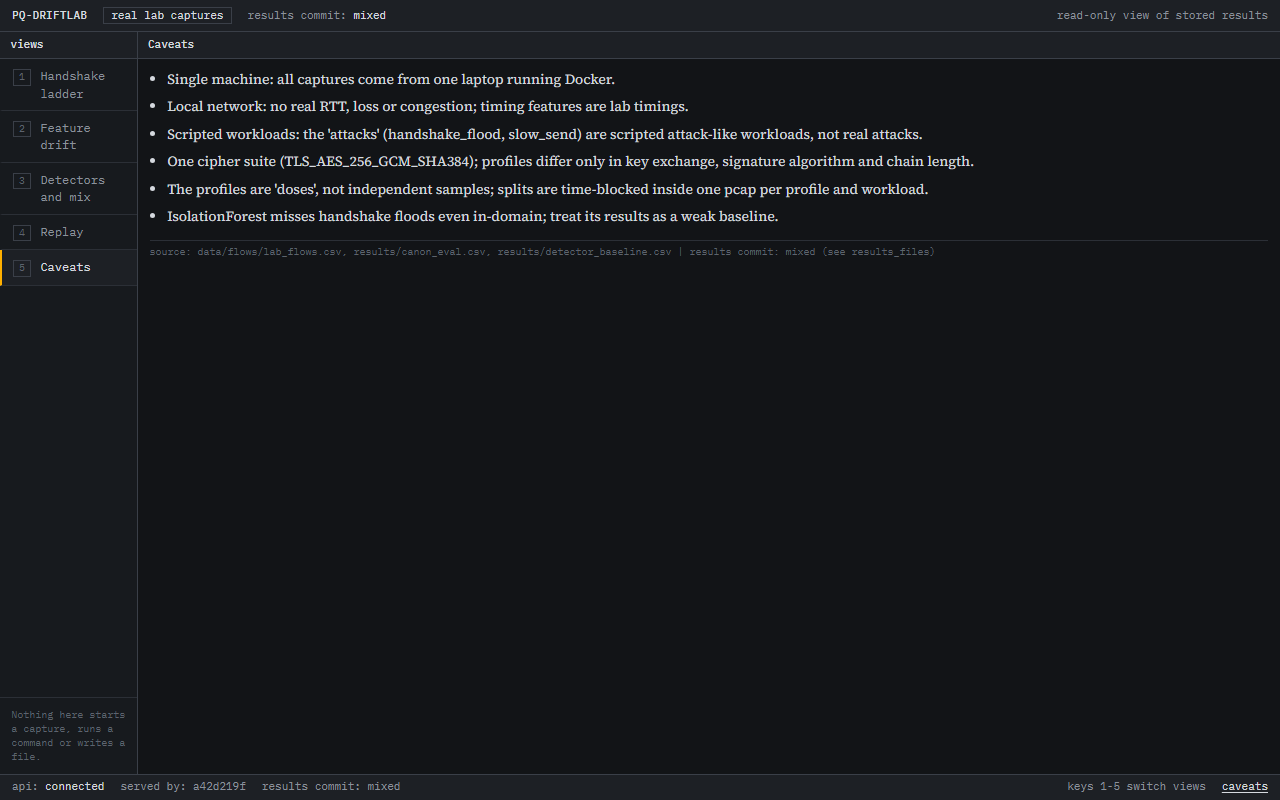 PQ-DRIFTLAB real lab captures results commit: mixed read-only view of stored results
views
Caveats
1 Handshake ladder
2 Feature drift
3 Detectors and mix
4 Replay
5 Caveats
• Single machine: all captures come from one laptop running Docker.
• Local network: no real RTT, loss or congestion; timing features are lab timings.
• Scripted workloads: the 'attacks' (handshake_flood, slow_send) are scripted attack-like workloads, not real attacks.
• One cipher suite (TLS_AES_256_GCM_SHA384); profiles differ only in key exchange, signature algorithm and chain length.
• The profiles are 'doses', not independent samples; splits are time-blocked inside one pcap per profile and workload.
• IsolationForest misses handshake floods even in-domain; treat its results as a weak baseline.
source: data/flows/lab_flows.csv, results/canon_eval.csv, results/detector_baseline.csv | results commit: mixed (see results_files)
Nothing here starts
a capture, runs a
command or writes a
file.
api: connected served by: a42d219f results commit: mixed keys 1-5 switch views caveats